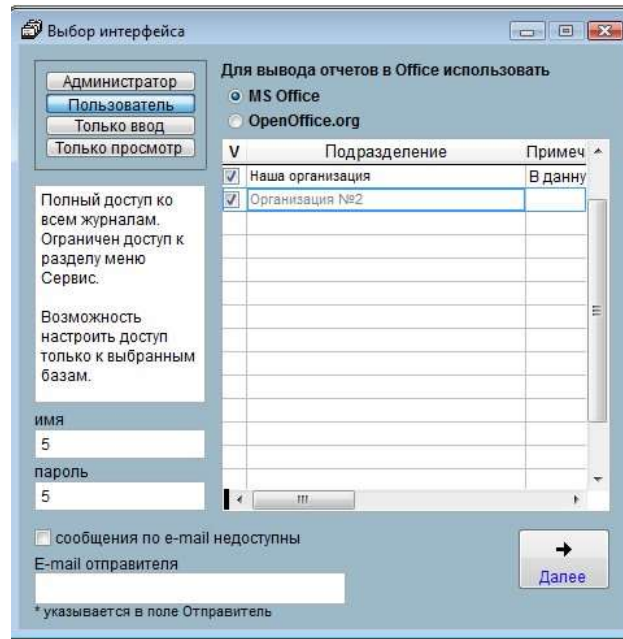 Выбор интерфейса
Администратор
Пользователь
Только ввод
Только просмотр
Для вывода отчетов в Office использовать
MS Office
OpenOffice.org
V Подразделение Примеч
Наша организация В данну
Организация №2
Полный доступ ко
всем журналам.
Ограничен доступ к
разделу меню
Сервис.
Возможность
настроить доступ
только к выбранным
базам.
имя
5
пароль
5
сообщения по e-mail недоступны
E-mail отправителя
* указывается в поле Отправитель
Далее